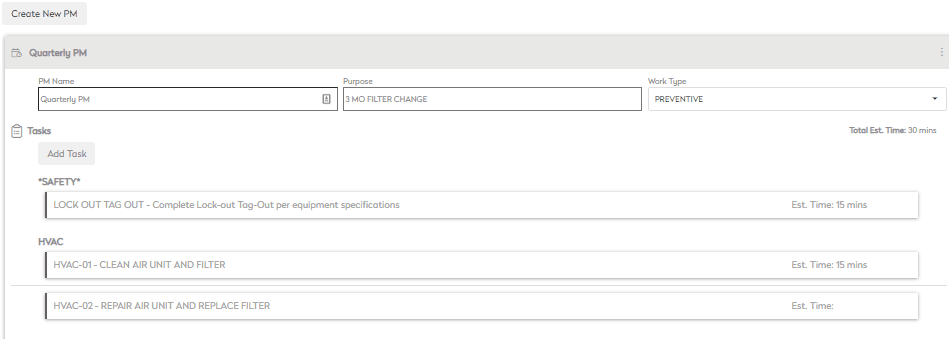 Create New PM
Quarterly PM
PM Name Purpose Work Type
Quarterly PM 3 MO FILTER CHANGE PREVENTIVE
Tasks Total Est. Time: 30 mins
Add Task
*SAFETY*
LOCK OUT TAG OUT - Complete Lock-out Tag-Out per equipment specifications Est. Time: 15 mins
HVAC
HVAC-01 - CLEAN AIR UNIT AND FILTER Est. Time: 15 mins
HVAC-02 - REPAIR AIR UNIT AND REPLACE FILTER Est. Time: